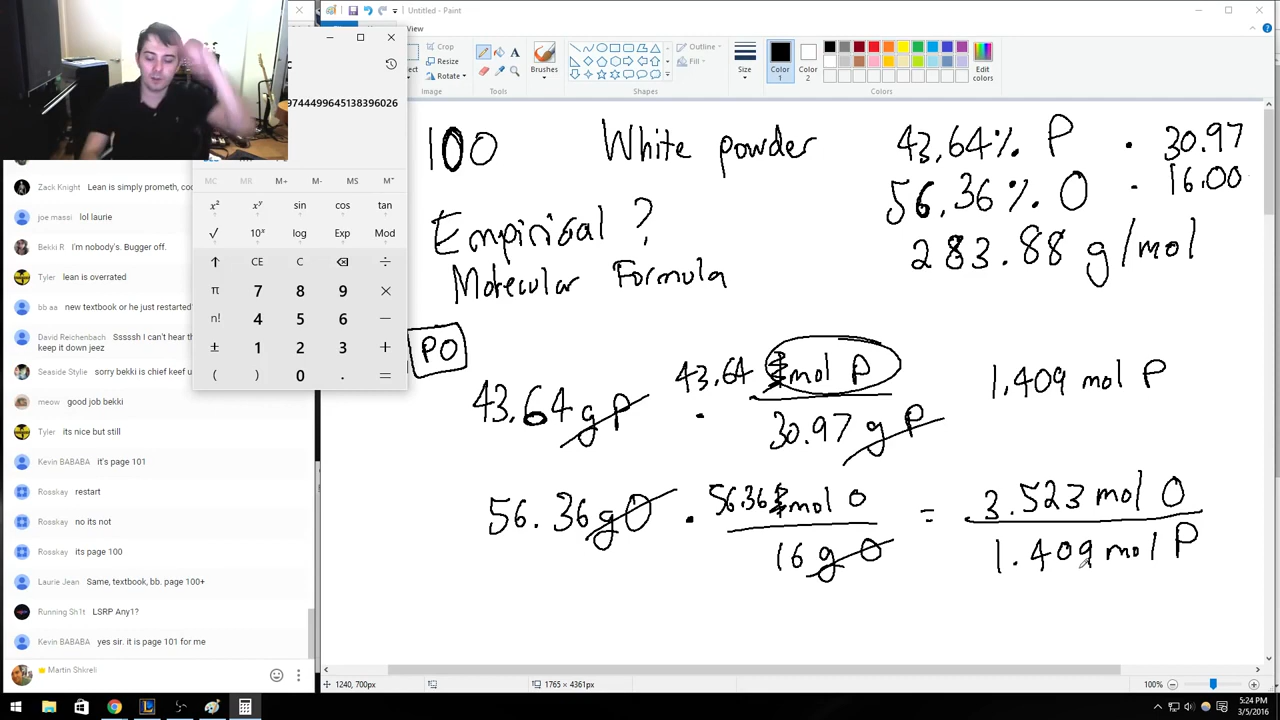 Untitled - Paint
View
Crop
Resize
Rotate
Image
Tools
Brushes
Shapes
Outline
Fill
Size
Color 1
Color 2
Edit colors
Colors
9744499645138396026
MC MR M+ M- MS
x² xʸ sin cos tan
√ 10ˣ log Exp Mod
↑ CE C ÷
π 7 8 9 ×
n! 4 5 6 −
± 1 2 3 +
( ) 0 . =
Zack Knight Lean is simply prometh, coo
joe massi lol laurie
Bekki R I'm nobody's. Bugger off.
Tyler lean is overrated
bb aa new textbook or he just restarted?
David Reichenbach Sssssh I can't hear th
keep it down jeez
Seaside Stylie sorry bekki is chief keef u
meow good job bekki
Tyler its nice but still
Kevin BABABA it's page 101
Rosskay restart
Rosskay no its not
Rosskay its page 100
Laurie Jean Same, textbook, bb. page 100+
Running Sh1t LSRP Any1?
Kevin BABABA yes sir. it is page 101 for me
Martin Shkreli
100 White powder 43.64% P · 30.97
56.36% O · 16.00
Empirical ? 283.88 g/mol
Molecular Formula
PO
43.64 g P · 43.64 mol P 1.409 mol P
30.97 g P
56.36 g O · 56.36 mol O = 3.523 mol O
16 g O 1.409 mol P
1240, 700px
1765 × 4361px
100%
5:24 PM
3/5/2016